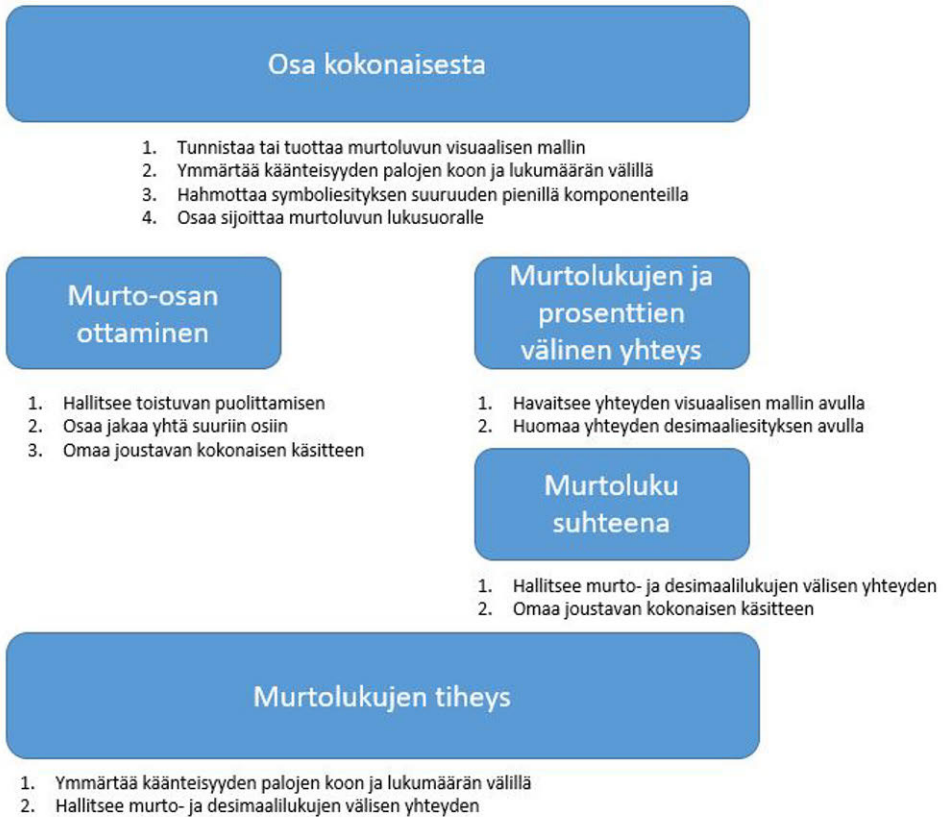 Osa kokonaisesta
1. Tunnistaa tai tuottaa murtoluvun visuaalisen mallin
2. Ymmärtää käänteisyyden palojen koon ja lukumäärän välillä
3. Hahmottaa symboliesityksen suuruuden pienillä komponenteilla
4. Osaa sijoittaa murtoluvun lukusuoralle
Murto-osan
ottaminen
1. Hallitsee toistuvan puolittamisen
2. Osaa jakaa yhtä suuriin osiin
3. Omaa joustavan kokonaisen käsitteen
Murtolukujen ja
prosenttien
välinen yhteys
1. Havaitsee yhteyden visuaalisen mallin avulla
2. Huomaa yhteyden desimaaliesityksen avulla
Murtoluku
suhteena
1. Hallitsee murto- ja desimaalilukujen välisen yhteyden
2. Omaa joustavan kokonaisen käsitteen
Murtolukujen tiheys
1. Ymmärtää käänteisyyden palojen koon ja lukumäärän välillä
2. Hallitsee murto- ja desimaalilukujen välisen yhteyden